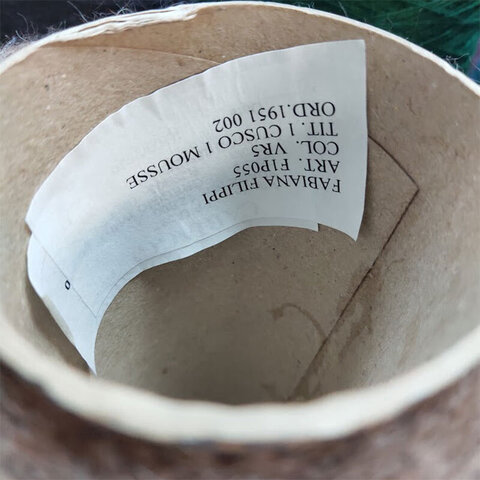 FABIANA FILIPPI
ART. F1P055
COL. VR5
TIT. 1 CUSCO 1 MOUSSE
ORD.1951 002